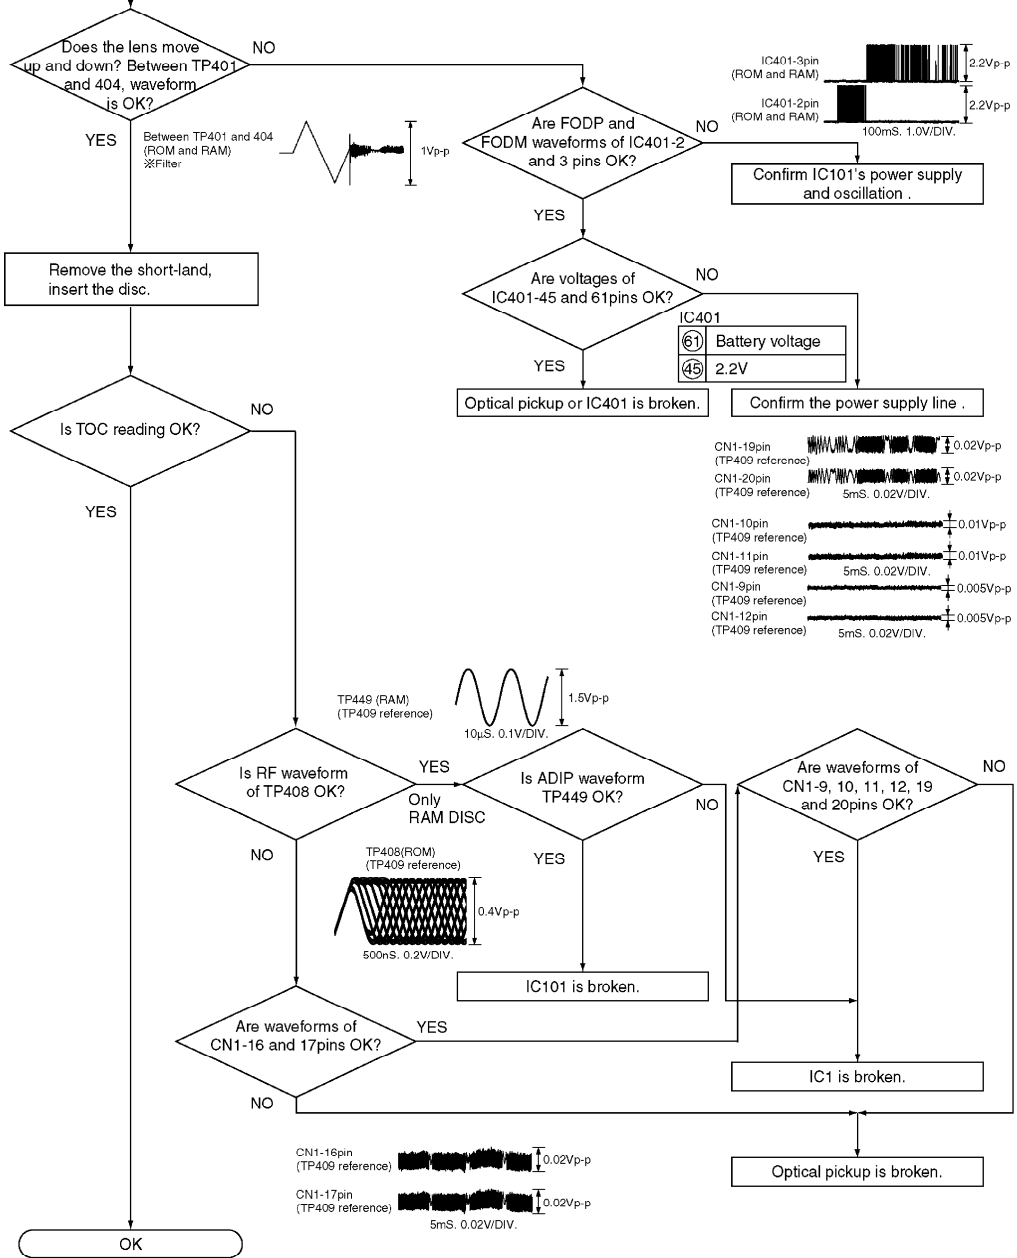 Does the lens move
up and down? Between TP401
and 404, waveform
is OK?
NO
YES
Between TP401 and 404
(ROM and RAM)
※Filter
1Vp-p
Are FODP and
FODM waveforms of IC401-2
and 3 pins OK?
NO
YES
IC401-3pin
(ROM and RAM)
2.2Vp-p
IC401-2pin
(ROM and RAM)
2.2Vp-p
100mS. 1.0V/DIV.
Confirm IC101's power supply
and oscillation .
Remove the short-land,
insert the disc.
Are voltages of
IC401-45 and 61pins OK?
NO
YES
IC401
61 Battery voltage
45 2.2V
Optical pickup or IC401 is broken.
Confirm the power supply line .
Is TOC reading OK?
NO
YES
CN1-19pin
(TP409 reference)
0.02Vp-p
CN1-20pin
(TP409 reference)
0.02Vp-p
5mS. 0.02V/DIV.
CN1-10pin
(TP409 reference)
0.01Vp-p
CN1-11pin
(TP409 reference)
0.01Vp-p
5mS. 0.02V/DIV.
CN1-9pin
(TP409 reference)
0.005Vp-p
CN1-12pin
(TP409 reference)
0.005Vp-p
5mS. 0.02V/DIV.
TP449 (RAM)
(TP409 reference)
1.5Vp-p
10µS. 0.1V/DIV.
Is RF waveform
of TP408 OK?
YES
Only
RAM DISC
NO
Is ADIP waveform
TP449 OK?
NO
YES
Are waveforms of
CN1-9, 10, 11, 12, 19
and 20pins OK?
NO
YES
TP408(ROM)
(TP409 reference)
0.4Vp-p
500nS. 0.2V/DIV.
IC101 is broken.
Are waveforms of
CN1-16 and 17pins OK?
YES
NO
IC1 is broken.
Optical pickup is broken.
CN1-16pin
(TP409 reference)
0.02Vp-p
CN1-17pin
(TP409 reference)
0.02Vp-p
5mS. 0.02V/DIV.
OK